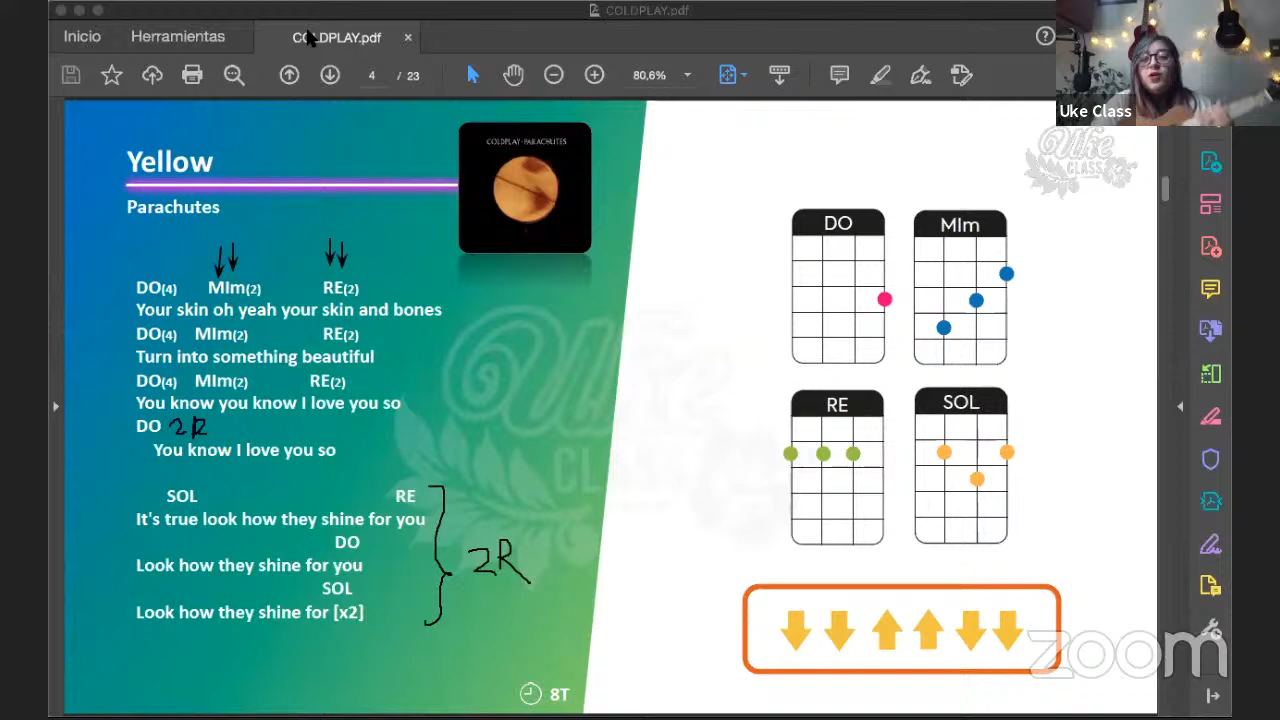 COLDPLAY.pdf
Inicio Herramientas COLDPLAY.pdf ×
4 / 23 80,6%
Uke Class
Yellow
Parachutes
COLDPLAY·PARACHUTES
DO(4) MIm(2) RE(2)
Your skin oh yeah your skin and bones
DO(4) MIm(2) RE(2)
Turn into something beautiful
DO(4) MIm(2) RE(2)
You know you know I love you so
DO 2R
You know I love you so
SOL RE
It's true look how they shine for you
DO
Look how they shine for you
SOL
Look how they shine for [x2]
2R
8T
Uke
CLASS
DO MIm
RE SOL
Uke
CLASS
zoom